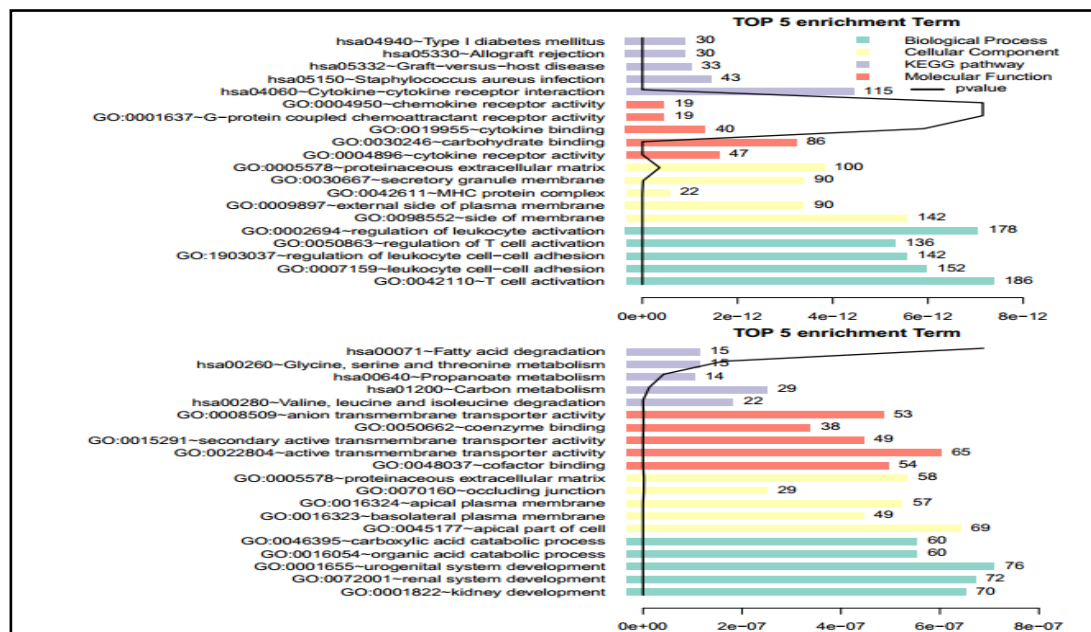 TOP 5 enrichment Term
hsa04940~Type I diabetes mellitus 30
hsa05330~Allograft rejection 30
hsa05332~Graft−versus−host disease 33
hsa05150~Staphylococcus aureus infection 43
hsa04060~Cytokine−cytokine receptor interaction 115
GO:0004950~chemokine receptor activity 19
GO:0001637~G−protein coupled chemoattractant receptor activity 19
GO:0019955~cytokine binding 40
GO:0030246~carbohydrate binding 86
GO:0004896~cytokine receptor activity 47
GO:0005578~proteinaceous extracellular matrix 100
GO:0030667~secretory granule membrane 90
GO:0042611~MHC protein complex 22
GO:0009897~external side of plasma membrane 90
GO:0098552~side of membrane 142
GO:0002694~regulation of leukocyte activation 178
GO:0050863~regulation of T cell activation 136
GO:1903037~regulation of leukocyte cell−cell adhesion 142
GO:0007159~leukocyte cell−cell adhesion 152
GO:0042110~T cell activation 186
Biological Process
Cellular Component
KEGG pathway
Molecular Function
pvalue
0e+00 2e−12 4e−12 6e−12 8e−12
TOP 5 enrichment Term
hsa00071~Fatty acid degradation 15
hsa00260~Glycine, serine and threonine metabolism 15
hsa00640~Propanoate metabolism 14
hsa01200~Carbon metabolism 29
hsa00280~Valine, leucine and isoleucine degradation 22
GO:0008509~anion transmembrane transporter activity 53
GO:0050662~coenzyme binding 38
GO:0015291~secondary active transmembrane transporter activity 49
GO:0022804~active transmembrane transporter activity 65
GO:0048037~cofactor binding 54
GO:0005578~proteinaceous extracellular matrix 58
GO:0070160~occluding junction 29
GO:0016324~apical plasma membrane 57
GO:0016323~basolateral plasma membrane 49
GO:0045177~apical part of cell 69
GO:0046395~carboxylic acid catabolic process 60
GO:0016054~organic acid catabolic process 60
GO:0001655~urogenital system development 76
GO:0072001~renal system development 72
GO:0001822~kidney development 70
0e+00 2e−07 4e−07 6e−07 8e−07